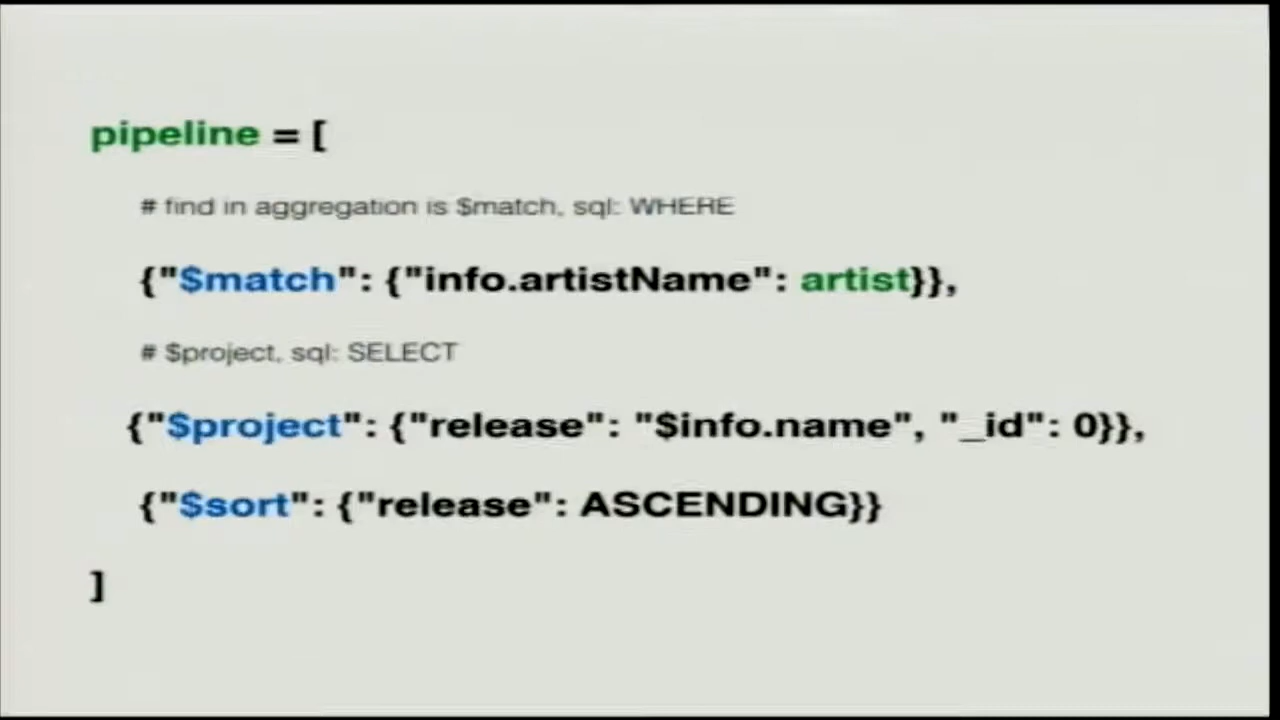 pipeline = [
# find in aggregation is $match, sql: WHERE
{"$match": {"info.artistName": artist}},
# $project, sql: SELECT
{"$project": {"release": "$info.name", "_id": 0}},
{"$sort": {"release": ASCENDING}}
]